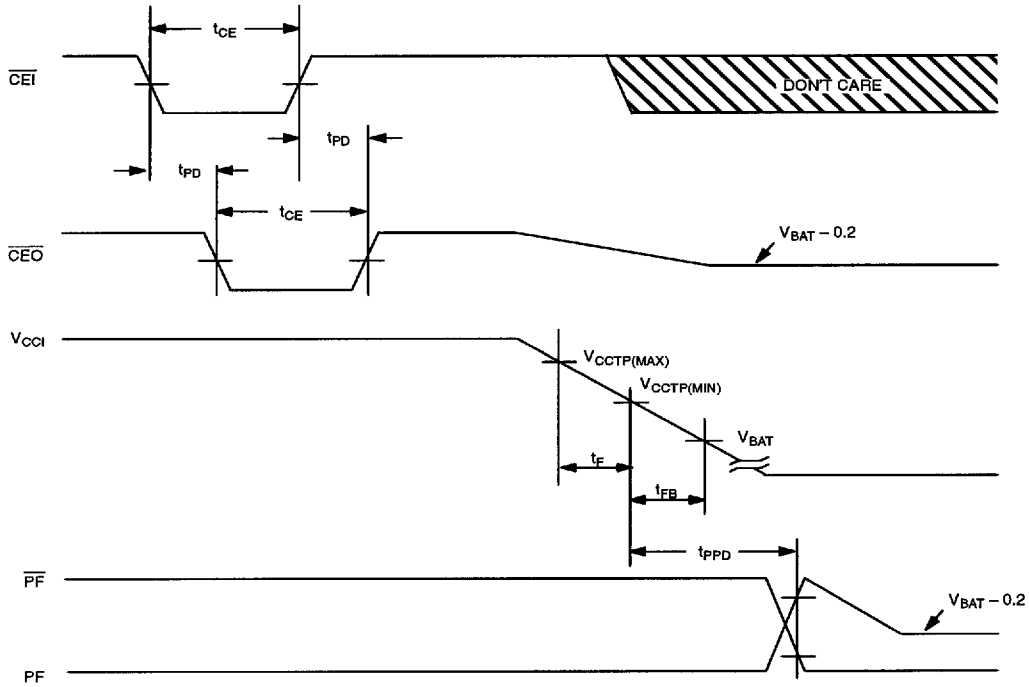 tCE
CEI
DON'T CARE
tPD
tPD
tCE
CEO
VBAT – 0.2
VCCI
VCCTP(MAX)
VCCTP(MIN)
VBAT
tF
tFB
tPPD
PF
VBAT – 0.2
PF